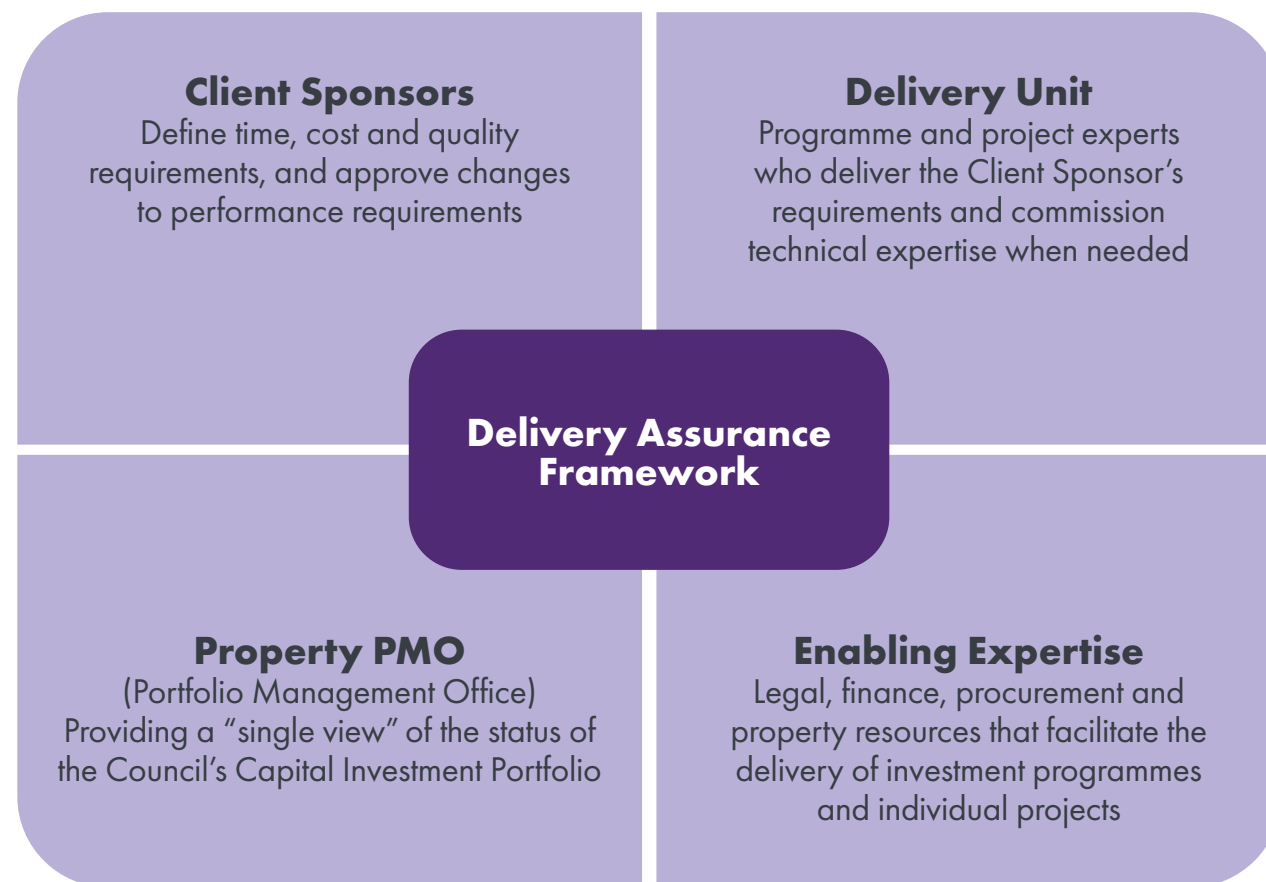 Client Sponsors
Define time, cost and quality
requirements, and approve changes
to performance requirements
Delivery Unit
Programme and project experts
who deliver the Client Sponsor’s
requirements and commission
technical expertise when needed
Delivery Assurance
Framework
Property PMO
(Portfolio Management Office)
Providing a “single view” of the status of
the Council’s Capital Investment Portfolio
Enabling Expertise
Legal, finance, procurement and
property resources that facilitate the
delivery of investment programmes
and individual projects